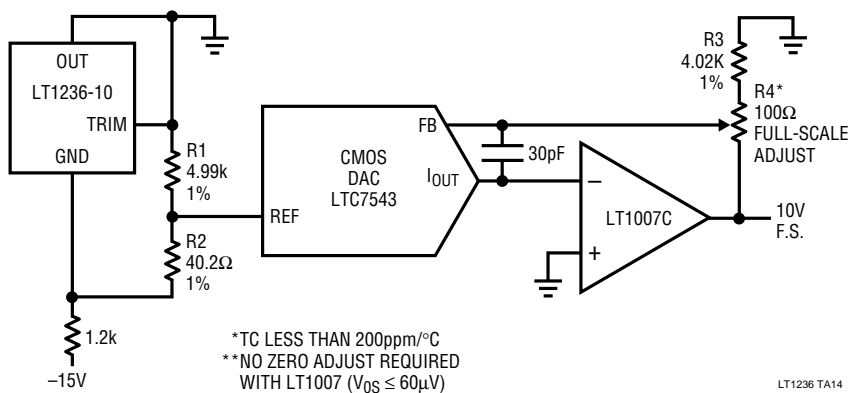 OUT
LT1236-10
TRIM
GND
R1
4.99k
1%
R2
40.2Ω
1%
1.2k
–15V
REF
CMOS
DAC
LTC7543
FB
IOUT
30pF
–
+
LT1007C
R3
4.02K
1%
R4*
100Ω
FULL-SCALE
ADJUST
10V
F.S.
*TC LESS THAN 200ppm/°C
**NO ZERO ADJUST REQUIRED
WITH LT1007 (V0S ≤ 60µV)
LT1236 TA14